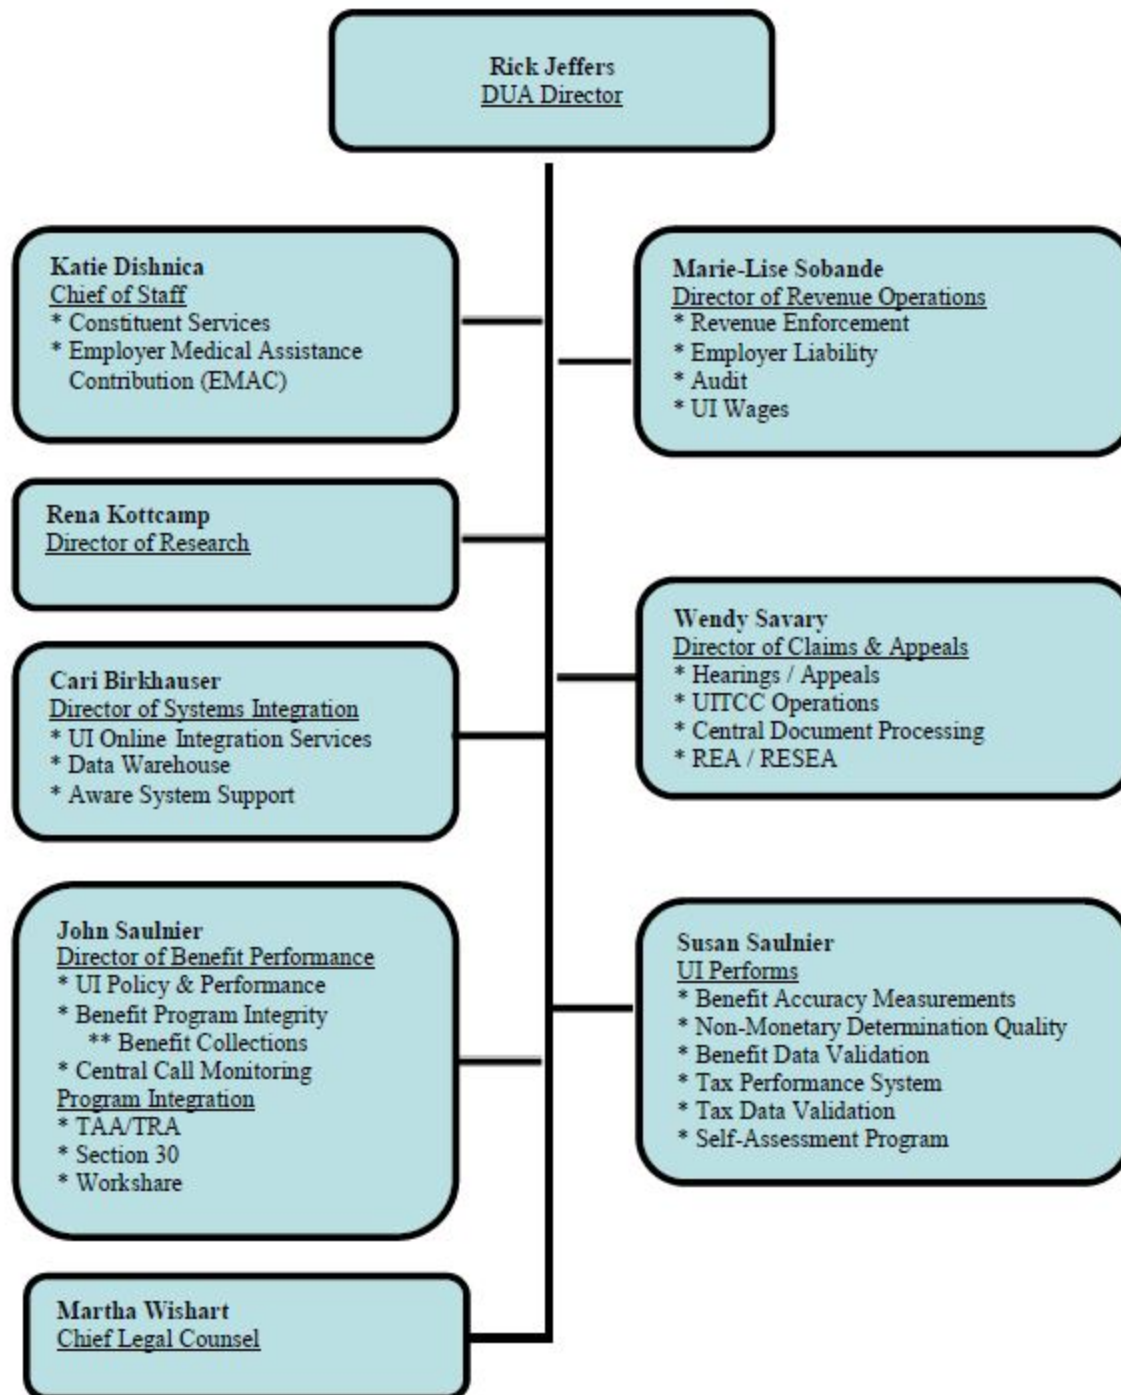 Rick Jeffers
DUA Director
Katie Dishnica
Chief of Staff
* Constituent Services
* Employer Medical Assistance
Contribution (EMAC)
Marie-Lise Sobande
Director of Revenue Operations
* Revenue Enforcement
* Employer Liability
* Audit
* UI Wages
Rena Kottcamp
Director of Research
Wendy Savary
Director of Claims & Appeals
* Hearings / Appeals
* UITCC Operations
* Central Document Processing
* REA / RESEA
Cari Birkhauser
Director of Systems Integration
* UI Online Integration Services
* Data Warehouse
* Aware System Support
John Saulnier
Director of Benefit Performance
* UI Policy & Performance
* Benefit Program Integrity
** Benefit Collections
* Central Call Monitoring
Program Integration
* TAA/TRA
* Section 30
* Workshare
Susan Saulnier
UI Performs
* Benefit Accuracy Measurements
* Non-Monetary Determination Quality
* Benefit Data Validation
* Tax Performance System
* Tax Data Validation
* Self-Assessment Program
Martha Wishart
Chief Legal Counsel